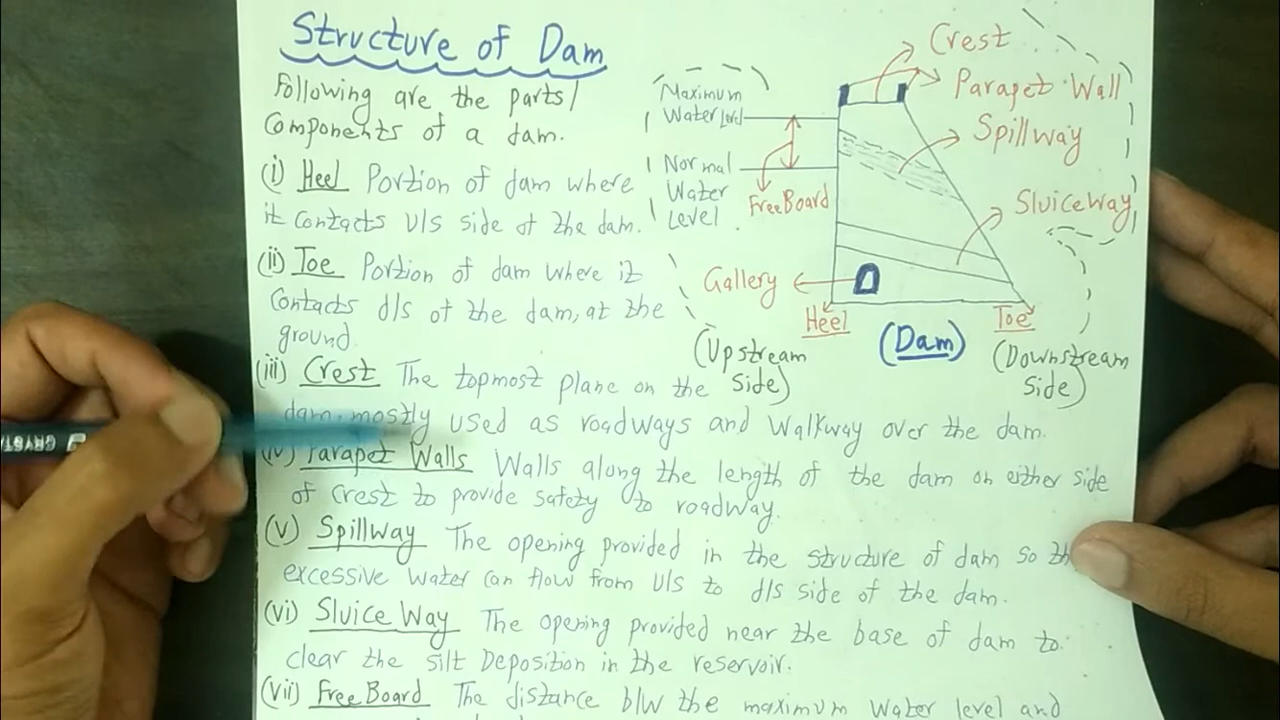 Structure of Dam
Following are the parts/
Components of a dam.
(i) Heel Portion of dam where
it contacts U/S side of the dam.
(ii) Toe Portion of dam where it
contacts d/s of the dam, at the
ground.
(iii) Crest The topmost plane on the
dam, mostly used as roadways and walkway over the dam.
(iv) Parapet Walls Walls along the length of the dam on either side
of crest to provide safety to roadway.
(v) SpillWay The opening provided in the structure of dam so th
excessive water can flow from U/s to d/s side of the dam.
(vi) Sluice Way The opening provided near the base of dam to
clear the silt Deposition in the reservoir.
(vii) FreeBoard The distance b/w the maximum water level and
Crest
Parapet Wall
Maximum
Water Level
SpillWay
Normal
Water
Level
FreeBoard
SluiceWay
Gallery
Heel
Toe
(Dam)
(Upstream
Side)
(Downstream
Side)